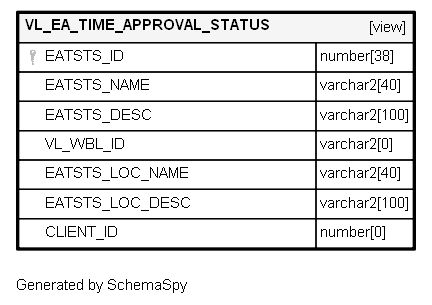 VL_EA_TIME_APPROVAL_STATUS [view]
EATSTS_ID number[38]
EATSTS_NAME varchar2[40]
EATSTS_DESC varchar2[100]
VL_WBL_ID varchar2[0]
EATSTS_LOC_NAME varchar2[40]
EATSTS_LOC_DESC varchar2[100]
CLIENT_ID number[0]
Generated by SchemaSpy